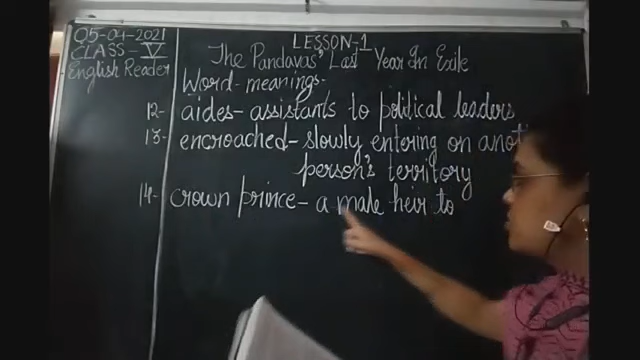 05-04-2021
CLASS-V
English Reader
LESSON-1
The Pandavas' Last Year In Exile
Word-meanings-
12- aides- assistants to political leaders
13- encroached- slowly entering on
person's territory
14- crown prince- a male heir to